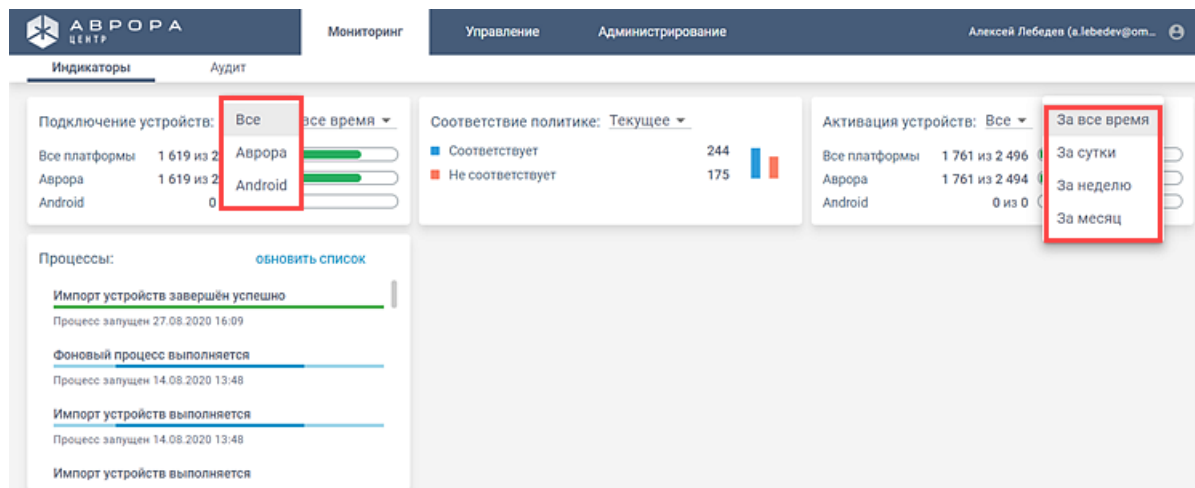 АВРОРА
ЦЕНТР
Мониторинг
Управление
Администрирование
Алексей Лебедев (a.lebedev@om...
Индикаторы
Аудит
Подключение устройств:
Все
все время
Аврора
Android
Все платформы 1 619 из 2
Аврора 1 619 из 2
Android 0
Соответствие политике: Текущее
Соответствует 244
Не соответствует 175
Активация устройств: Все
За все время
За сутки
За неделю
За месяц
Все платформы 1 761 из 2 496
Аврора 1 761 из 2 494
Android 0 из 0
Процессы:
ОБНОВИТЬ СПИСОК
Импорт устройств завершён успешно
Процесс запущен 27.08.2020 16:09
Фоновый процесс выполняется
Процесс запущен 14.08.2020 13:48
Импорт устройств выполняется
Процесс запущен 14.08.2020 13:48
Импорт устройств выполняется